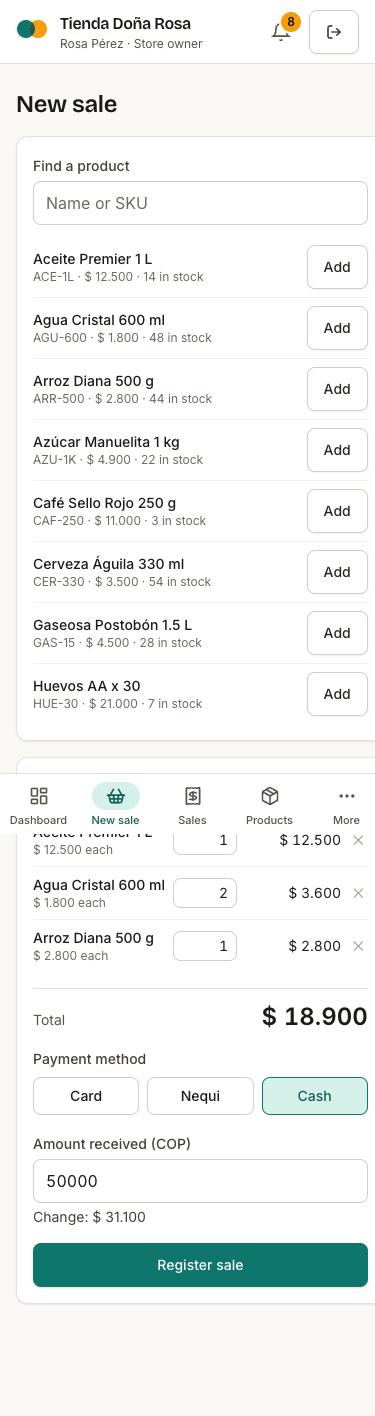 Tienda Doña Rosa
Rosa Pérez · Store owner
8
New sale
Find a product
Name or SKU
Aceite Premier 1 L
ACE-1L · $ 12.500 · 14 in stock
Add
Agua Cristal 600 ml
AGU-600 · $ 1.800 · 48 in stock
Add
Arroz Diana 500 g
ARR-500 · $ 2.800 · 44 in stock
Add
Azúcar Manuelita 1 kg
AZU-1K · $ 4.900 · 22 in stock
Add
Café Sello Rojo 250 g
CAF-250 · $ 11.000 · 3 in stock
Add
Cerveza Águila 330 ml
CER-330 · $ 3.500 · 54 in stock
Add
Gaseosa Postobón 1.5 L
GAS-15 · $ 4.500 · 28 in stock
Add
Huevos AA x 30
HUE-30 · $ 21.000 · 7 in stock
Add
Dashboard New sale Sales Products More
Aceite Premier 1 L
$ 12.500 each
1 $ 12.500
Agua Cristal 600 ml
$ 1.800 each
2 $ 3.600
Arroz Diana 500 g
$ 2.800 each
1 $ 2.800
Total $ 18.900
Payment method
Card Nequi Cash
Amount received (COP)
50000
Change: $ 31.100
Register sale